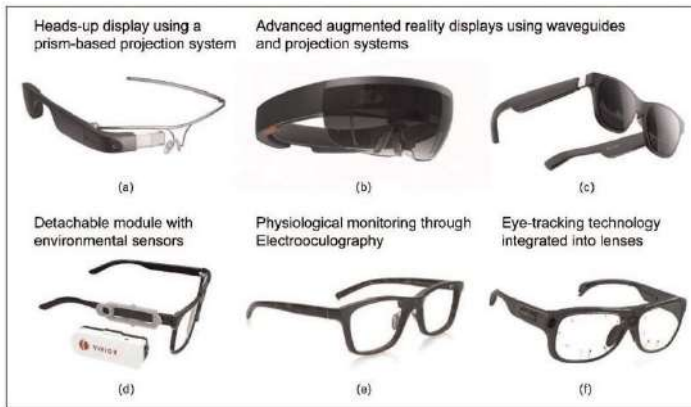 Heads-up display using a
prism-based projection system
Advanced augmented reality displays using waveguides
and projection systems
(a)
(b)
(c)
Detachable module with
environmental sensors
Physiological monitoring through
Electrooculography
Eye-tracking technology
integrated into lenses
VIVIOR
(d)
(e)
(f)